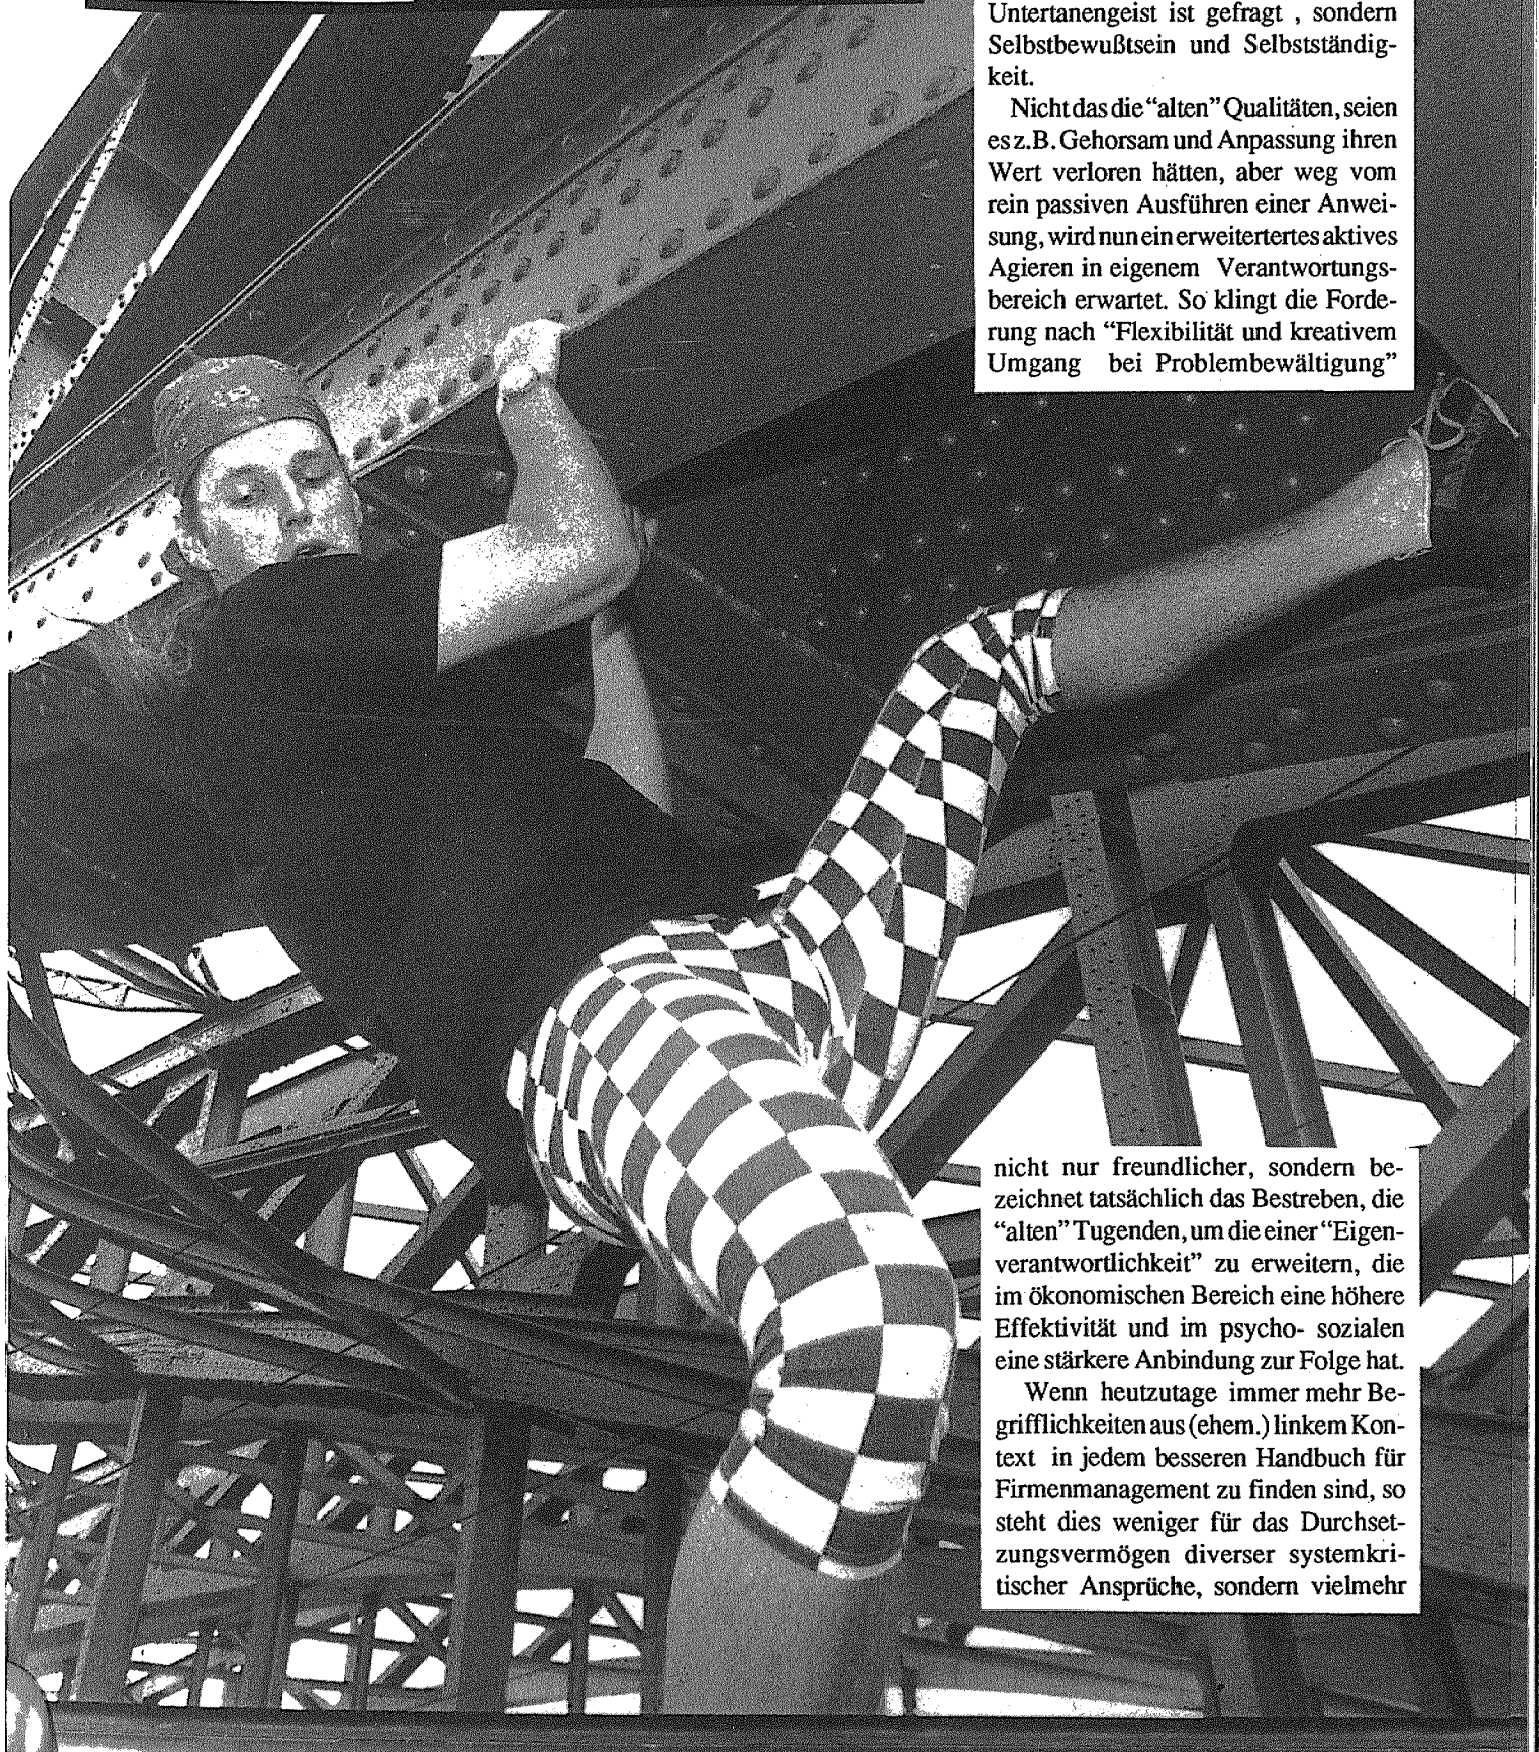 Untertanengeist ist gefragt , sondern
Selbstbewußtsein und Selbstständig-
keit.
Nicht das die “alten” Qualitäten, seien
es z.B. Gehorsam und Anpassung ihren
Wert verloren hätten, aber weg vom
rein passiven Ausführen einer Anwei-
sung, wird nun ein erweitertertes aktives
Agieren in eigenem Verantwortungs-
bereich erwartet. So klingt die Forde-
rung nach “Flexibilität und kreativem
Umgang bei Problembewältigung”
nicht nur freundlicher, sondern be-
zeichnet tatsächlich das Bestreben, die
“alten” Tugenden, um die einer “Eigen-
verantwortlichkeit” zu erweitern, die
im ökonomischen Bereich eine höhere
Effektivität und im psycho- sozialen
eine stärkere Anbindung zur Folge hat.
Wenn heutzutage immer mehr Be-
grifflichkeiten aus (ehem.) linkem Kon-
text in jedem besseren Handbuch für
Firmenmanagement zu finden sind, so
steht dies weniger für das Durchset-
zungsvermögen diverser systemkri-
tischer Ansprüche, sondern vielmehr